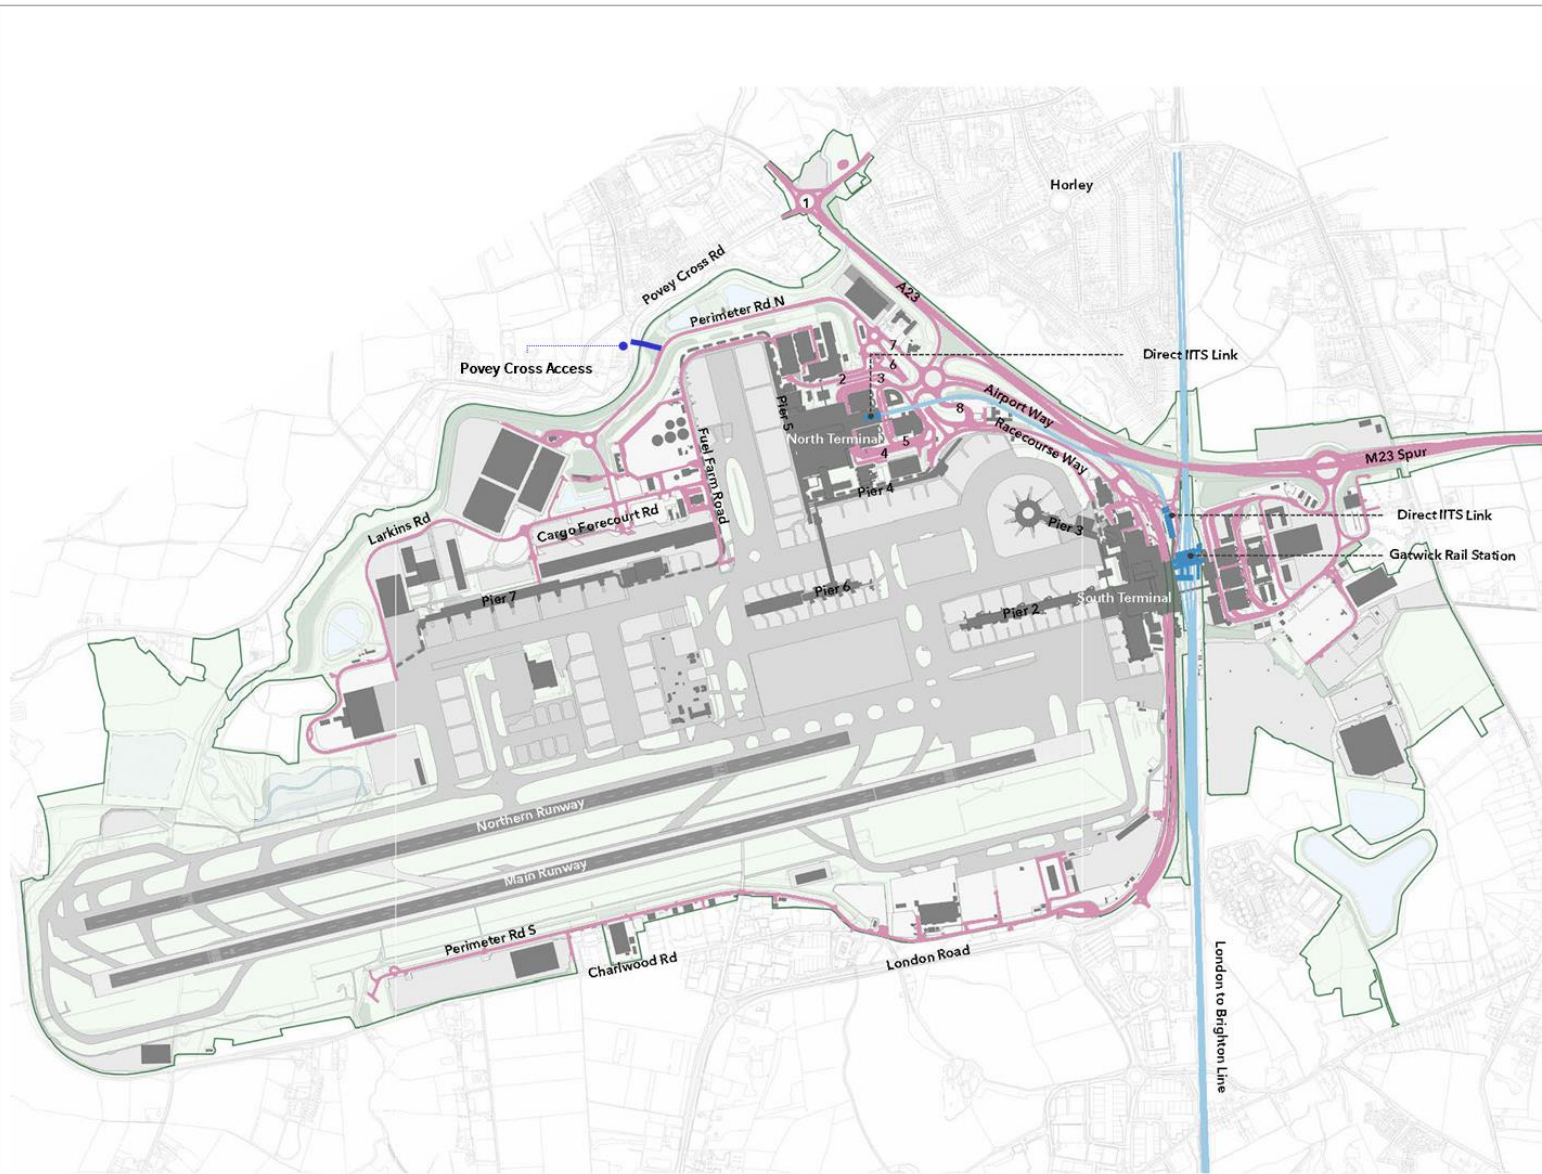 Horley
1
Povey Cross Rd
A23
Perimeter Rd N
7
Direct IITS Link
Povey Cross Access
6
2
3
Airport Way
Pier 5
8
North Terminal
5
Racecourse Way
4
M23 Spur
Fuel Farm Road
Pier 4
Larkins Rd
Cargo Forecourt Rd
Pier 3
Direct IITS Link
Gatwick Rail Station
Pier 7
Pier 6
Pier 2
South Terminal
Northern Runway
Main Runway
Perimeter Rd S
Charlwood Rd
London Road
London to Brighton Line